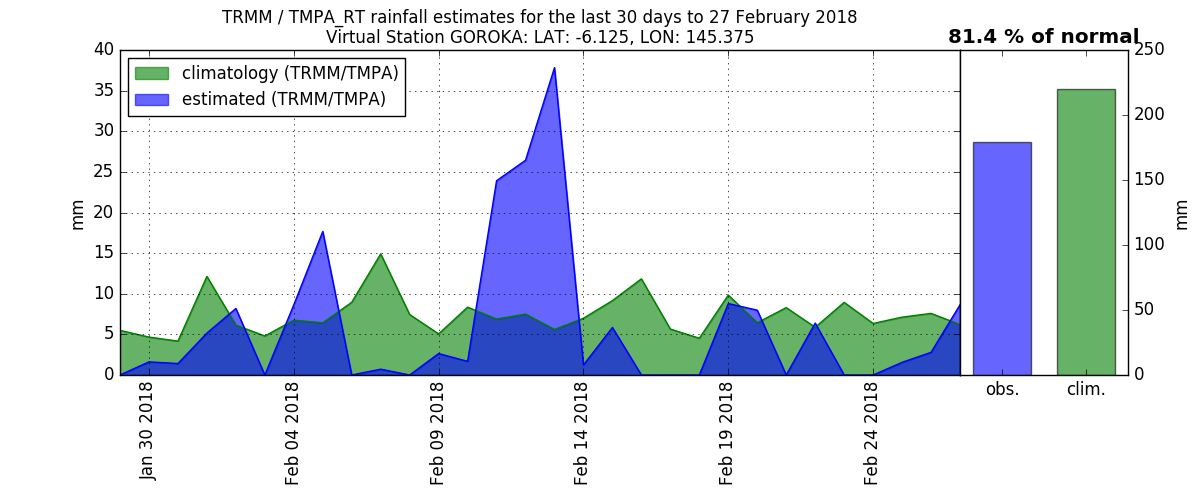 TRMM / TMPA_RT rainfall estimates for the last 30 days to 27 February 2018
Virtual Station GOROKA: LAT: -6.125, LON: 145.375
81.4 % of normal
climatology (TRMM/TMPA)
estimated (TRMM/TMPA)
40
35
30
25
20
15
10
5
0
mm
250
200
150
100
50
0
mm
Jan 30 2018
Feb 04 2018
Feb 09 2018
Feb 14 2018
Feb 19 2018
Feb 24 2018
obs.
clim.